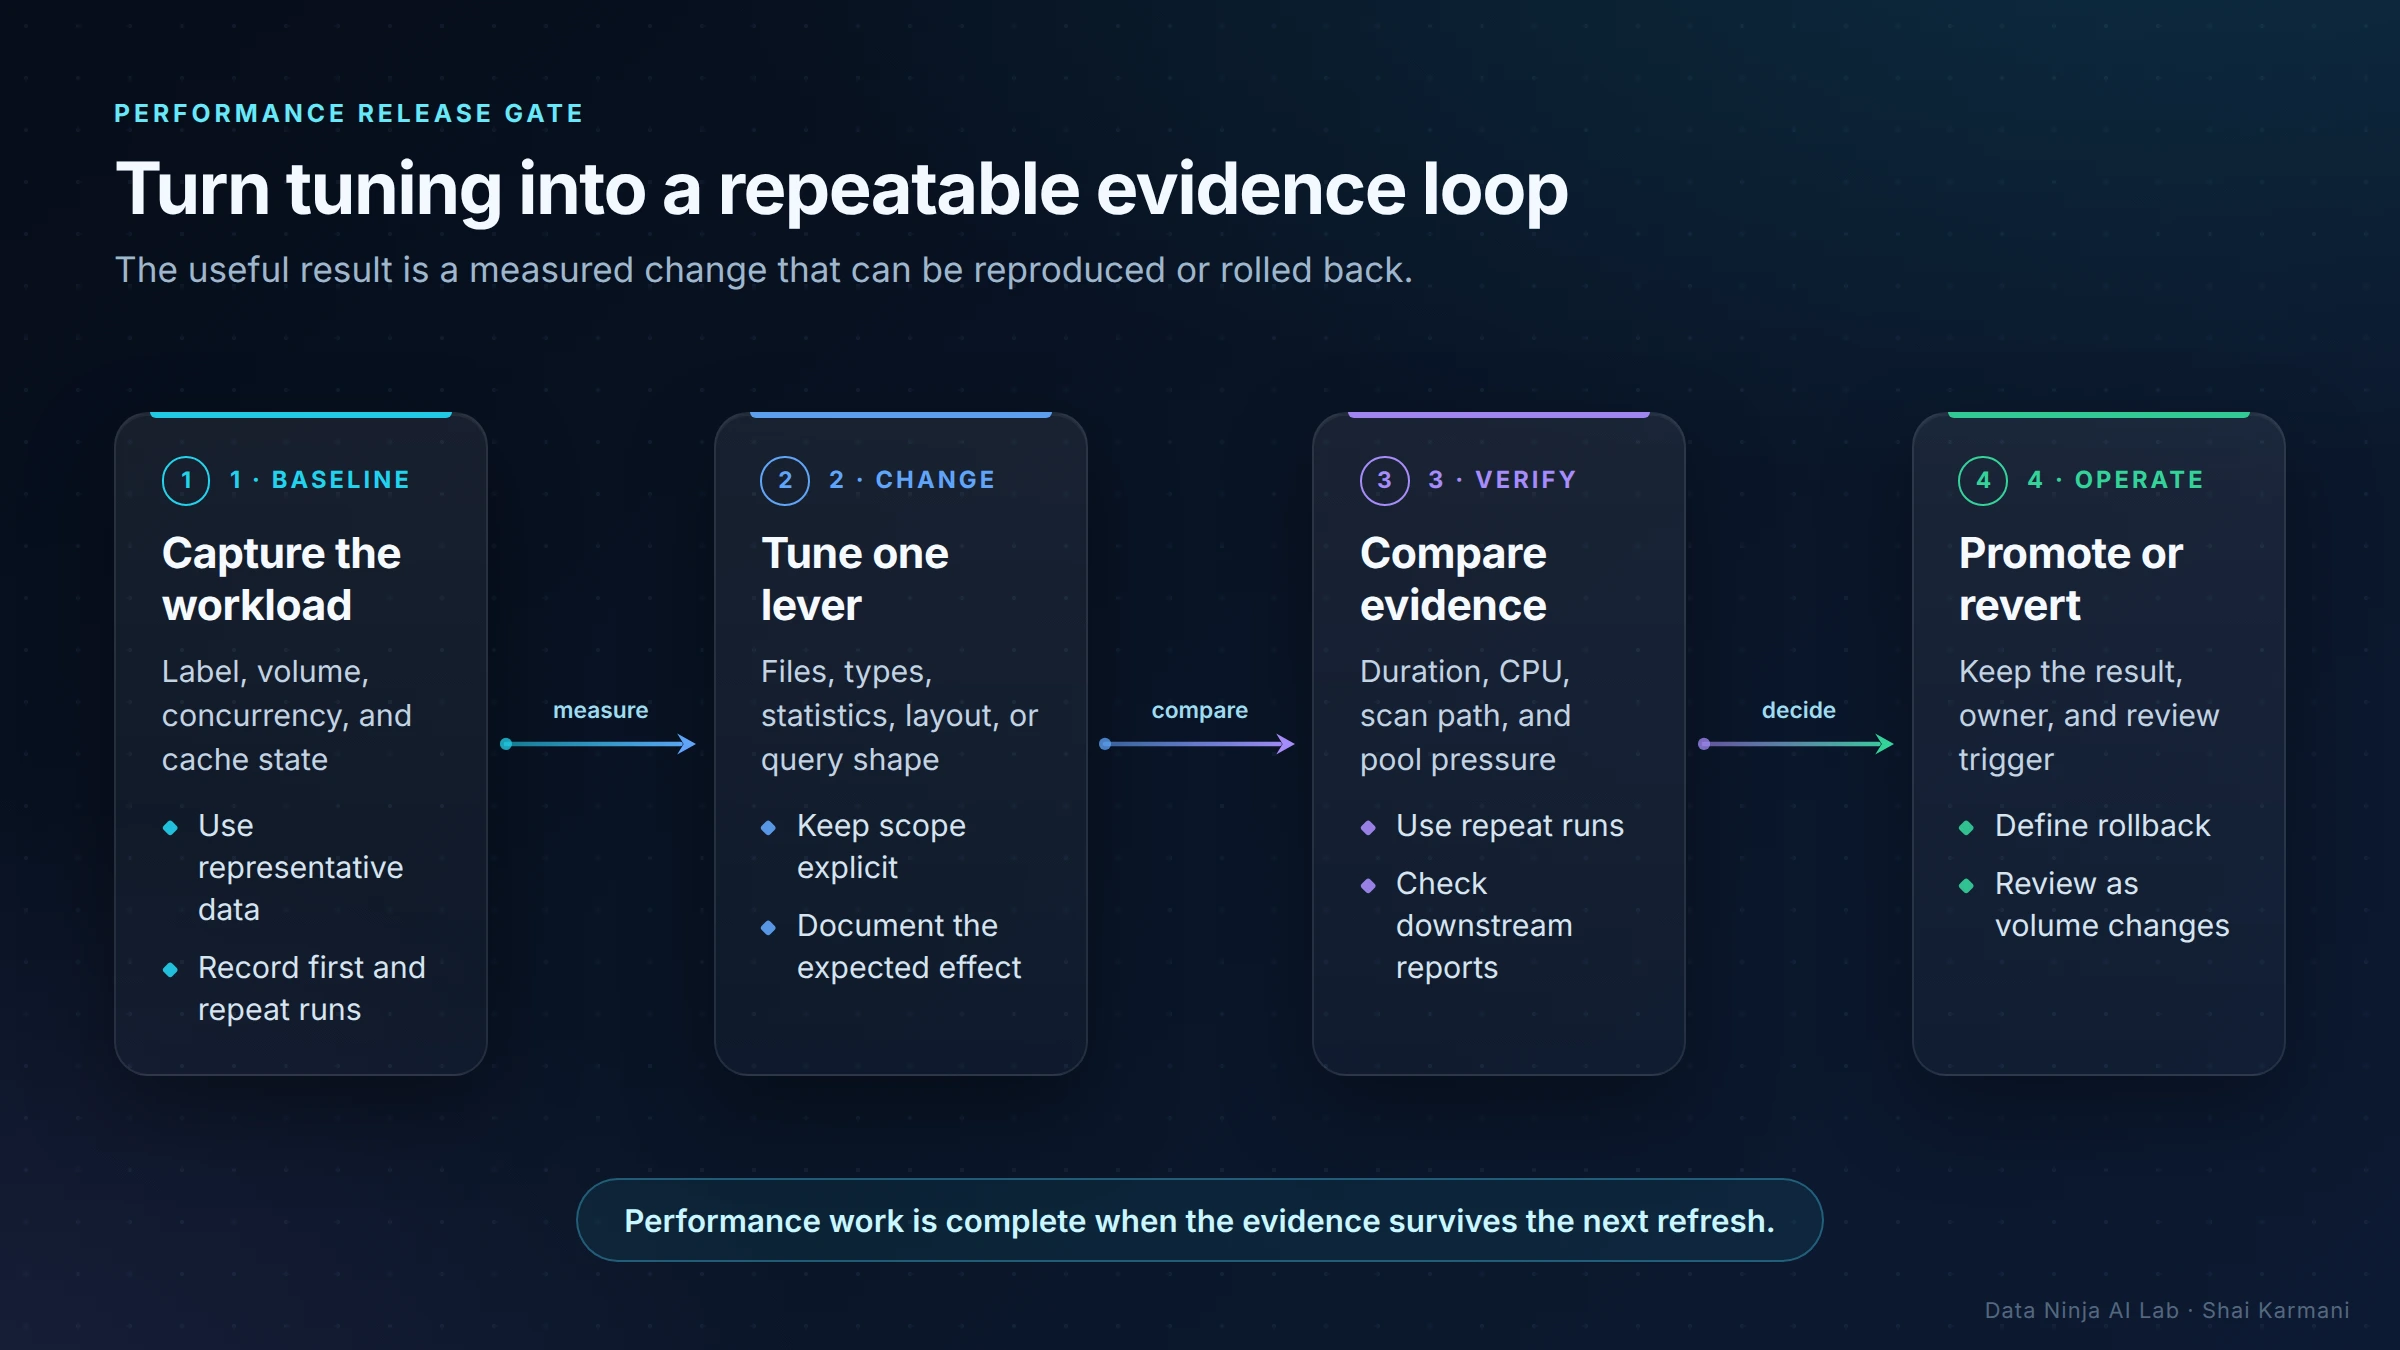 PERFORMANCE RELEASE GATE
Turn tuning into a repeatable evidence loop
The useful result is a measured change that can be reproduced or rolled back.
1
1 · BASELINE
Capture the
workload
Label, volume,
concurrency, and
cache state
Use
representative
data
Record first and
repeat runs
measure
2
2 · CHANGE
Tune one
lever
Files, types,
statistics, layout, or
query shape
Keep scope
explicit
Document the
expected effect
compare
3
3 · VERIFY
Compare
evidence
Duration, CPU,
scan path, and
pool pressure
Use repeat runs
Check
downstream
reports
decide
4
4 · OPERATE
Promote or
revert
Keep the result,
owner, and review
trigger
Define rollback
Review as
volume changes
Performance work is complete when the evidence survives the next refresh.
Data Ninja AI Lab · Shai Karmani